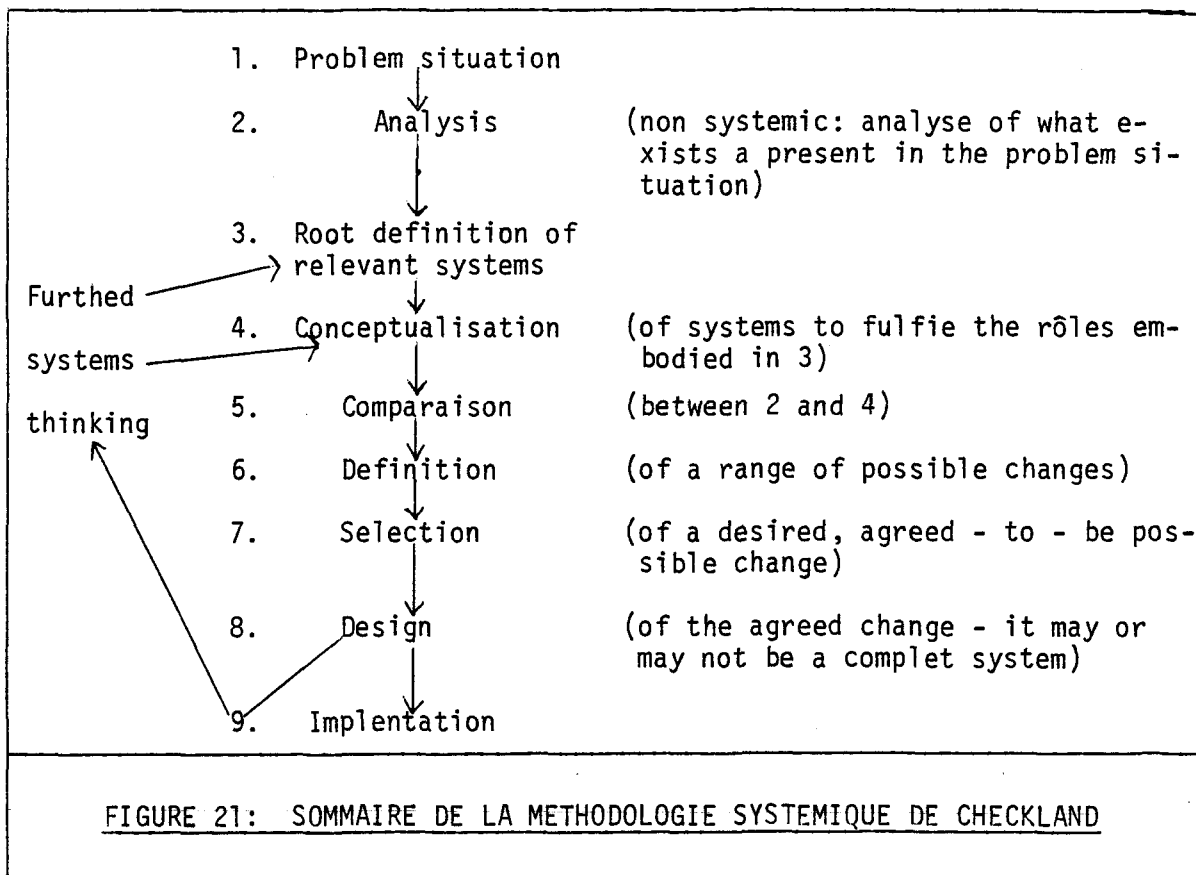 1. Problem situation
2. Analysis (non systemic: analyse of what e-
xists a present in the problem si-
tuation)
3. Root definition of
relevant systems
Furthed
4. Conceptualisation (of systems to fulfie the rôles em-
systems bodied in 3)
5. Comparaison (between 2 and 4)
thinking
6. Definition (of a range of possible changes)
7. Selection (of a desired, agreed - to - be pos-
sible change)
8. Design (of the agreed change - it may or
may not be a complet system)
9. Implentation
FIGURE 21: SOMMAIRE DE LA METHODOLOGIE SYSTEMIQUE DE CHECKLAND